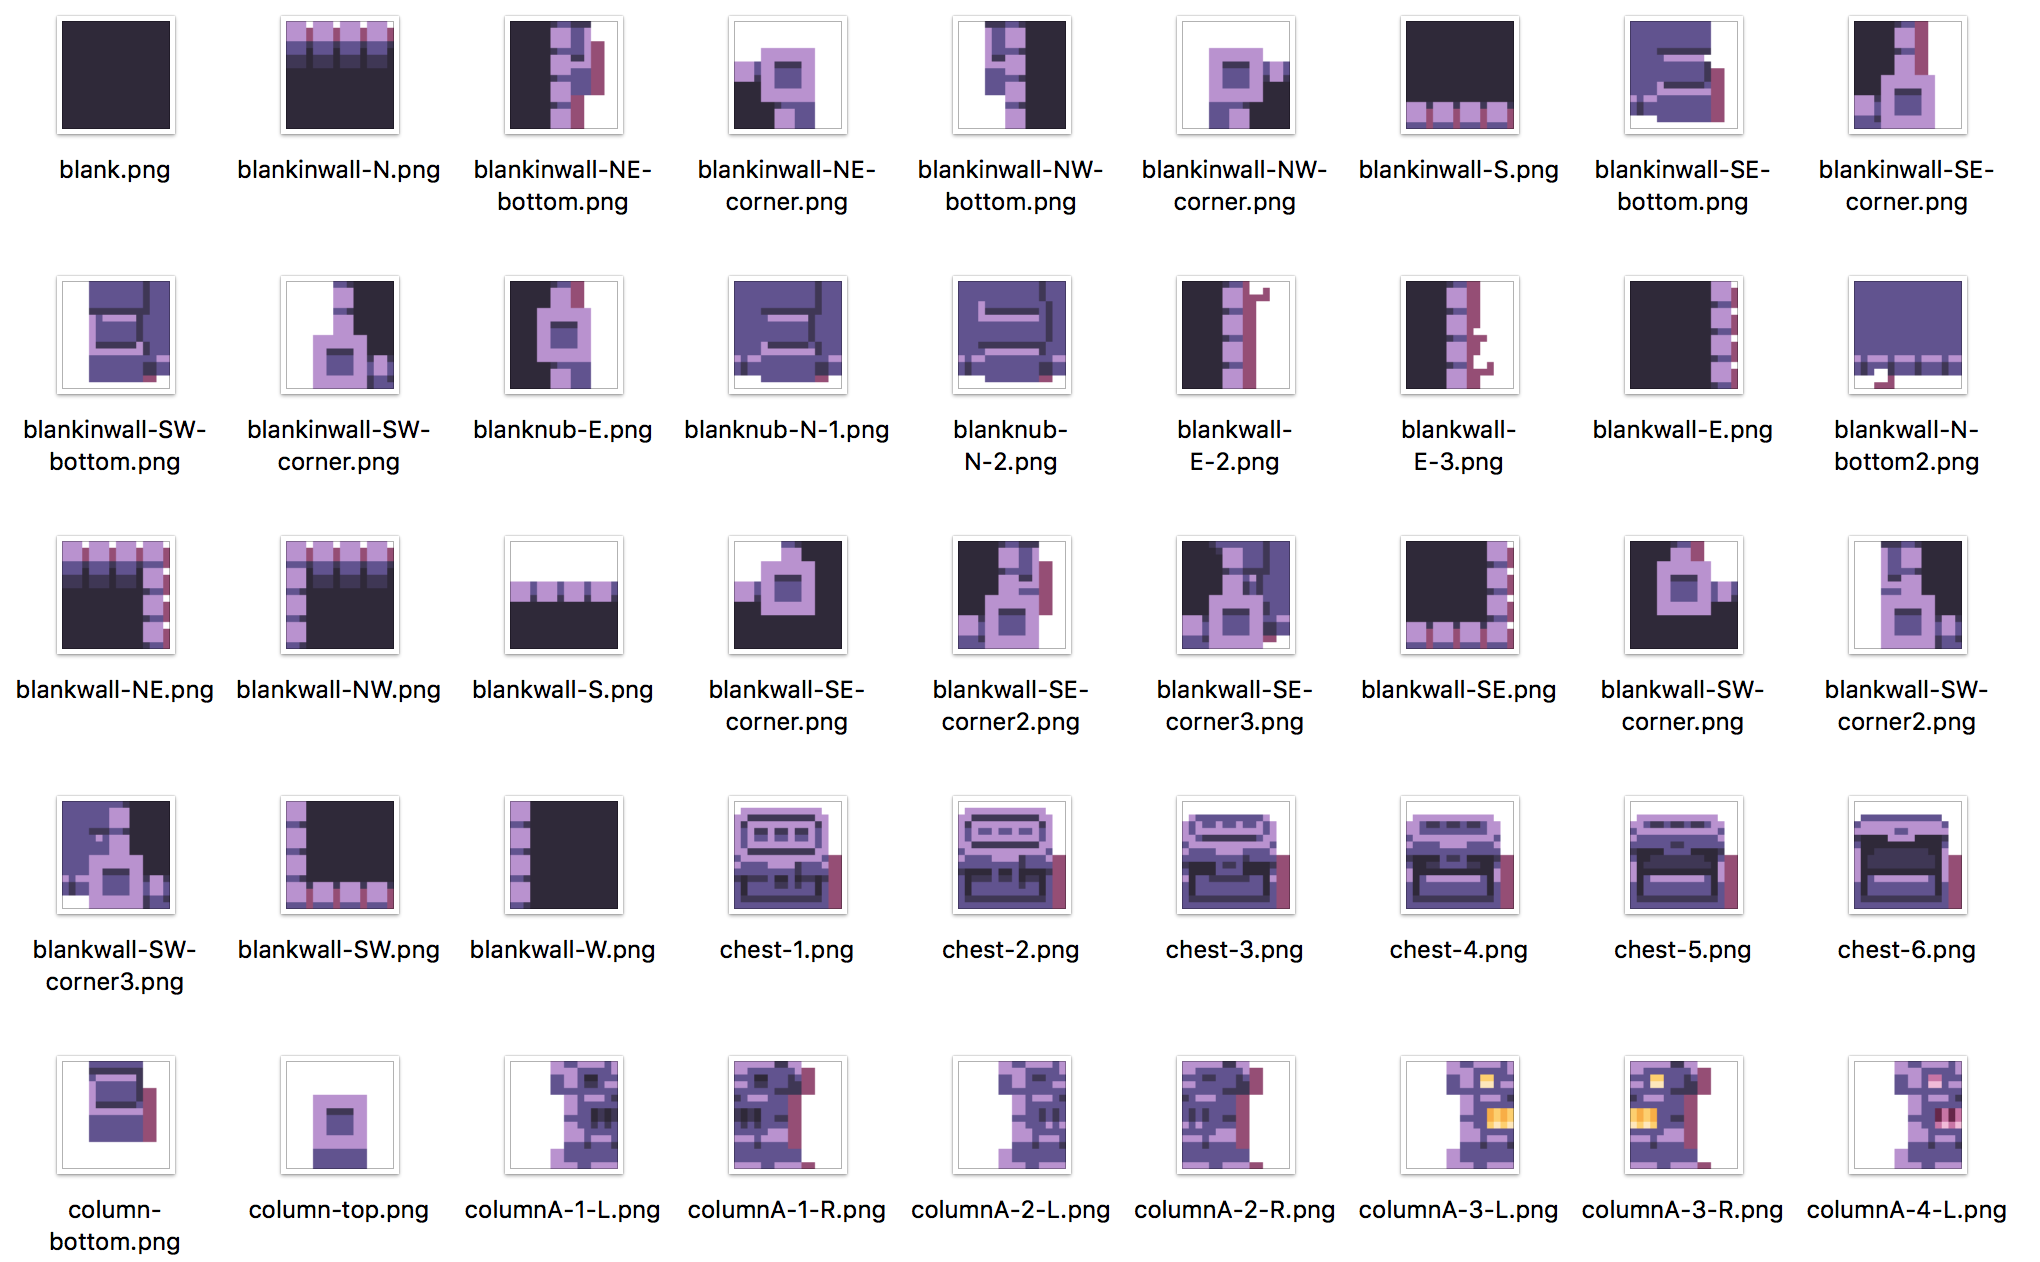 blank.png
blankinwall-N.png
blankinwall-NE-
bottom.png
blankinwall-NE-
corner.png
blankinwall-NW-
bottom.png
blankinwall-NW-
corner.png
blankinwall-S.png
blankinwall-SE-
bottom.png
blankinwall-SE-
corner.png
blankinwall-SW-
bottom.png
blankinwall-SW-
corner.png
blanknub-E.png
blanknub-N-1.png
blanknub-
N-2.png
blankwall-
E-2.png
blankwall-
E-3.png
blankwall-E.png
blankwall-N-
bottom2.png
blankwall-NE.png
blankwall-NW.png
blankwall-S.png
blankwall-SE-
corner.png
blankwall-SE-
corner2.png
blankwall-SE-
corner3.png
blankwall-SE.png
blankwall-SW-
corner.png
blankwall-SW-
corner2.png
blankwall-SW-
corner3.png
blankwall-SW.png
blankwall-W.png
chest-1.png
chest-2.png
chest-3.png
chest-4.png
chest-5.png
chest-6.png
column-
bottom.png
column-top.png
columnA-1-L.png
columnA-1-R.png
columnA-2-L.png
columnA-2-R.png
columnA-3-L.png
columnA-3-R.png
columnA-4-L.png